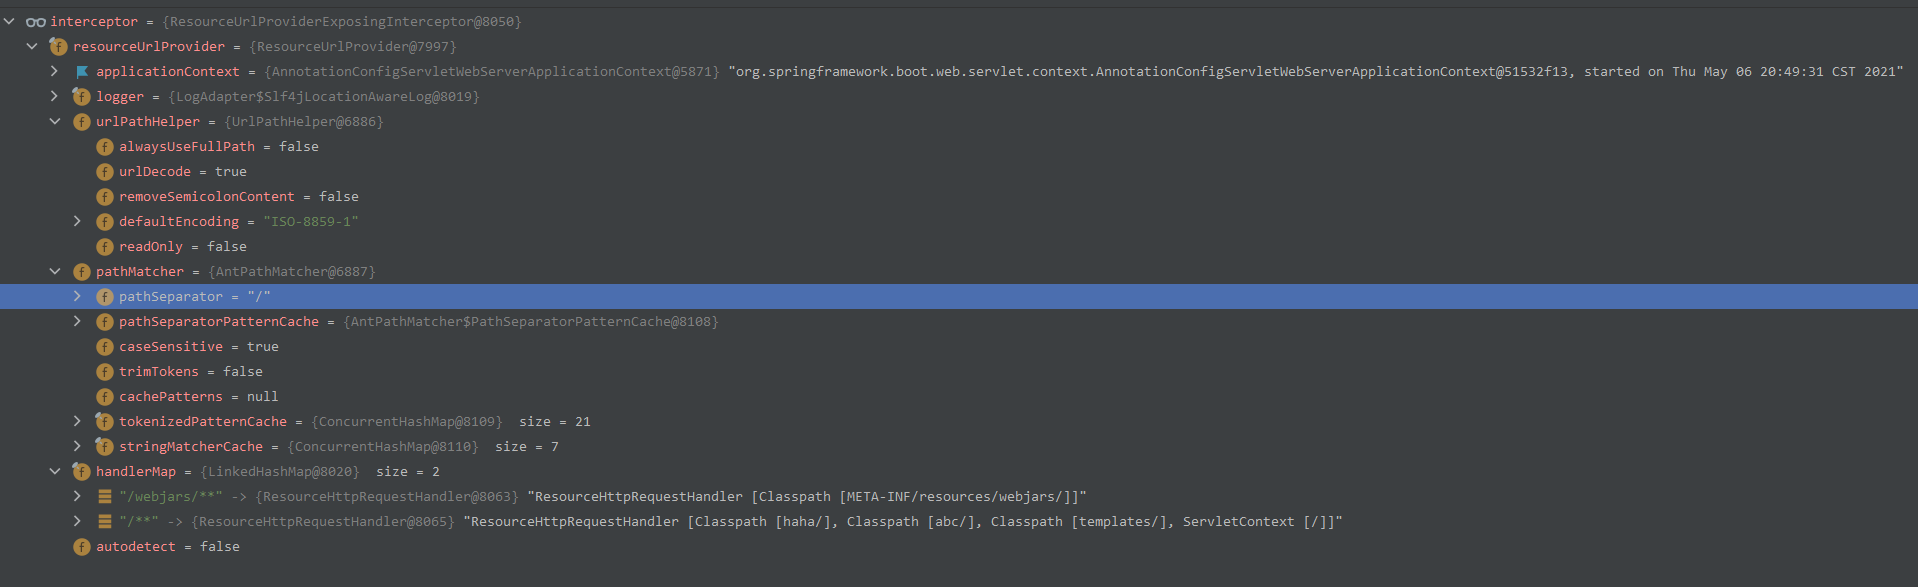 interceptor = {ResourceUrlProviderExposingInterceptor@8050}
resourceUrlProvider = {ResourceUrlProvider@7997}
applicationContext = {AnnotationConfigServletWebServerApplicationContext@5871} "org.springframework.boot.web.servlet.context.AnnotationConfigServletWebServerApplicationContext@51532f13, started on Thu May 06 20:49:31 CST 2021"
logger = {LogAdapter$Slf4jLocationAwareLog@8019}
urlPathHelper = {UrlPathHelper@6886}
alwaysUseFullPath = false
urlDecode = true
removeSemicolonContent = false
defaultEncoding = "ISO-8859-1"
readOnly = false
pathMatcher = {AntPathMatcher@6887}
pathSeparator = "/"
pathSeparatorPatternCache = {AntPathMatcher$PathSeparatorPatternCache@8108}
caseSensitive = true
trimTokens = false
cachePatterns = null
tokenizedPatternCache = {ConcurrentHashMap@8109} size = 21
stringMatcherCache = {ConcurrentHashMap@8110} size = 7
handlerMap = {LinkedHashMap@8020} size = 2
"/webjars/**" -> {ResourceHttpRequestHandler@8063} "ResourceHttpRequestHandler [Classpath [META-INF/resources/webjars/]]"
"/**" -> {ResourceHttpRequestHandler@8065} "ResourceHttpRequestHandler [Classpath [haha/], Classpath [abc/], Classpath [templates/], ServletContext [/]]"
autodetect = false